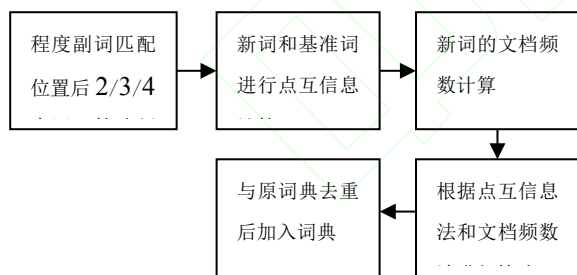 程度副词匹配
位置后 2/3/4
新词和基准词
进行点互信息
新词的文档频
数计算
根据点互信息
法和文档频数
与原词典去重
后加入词典